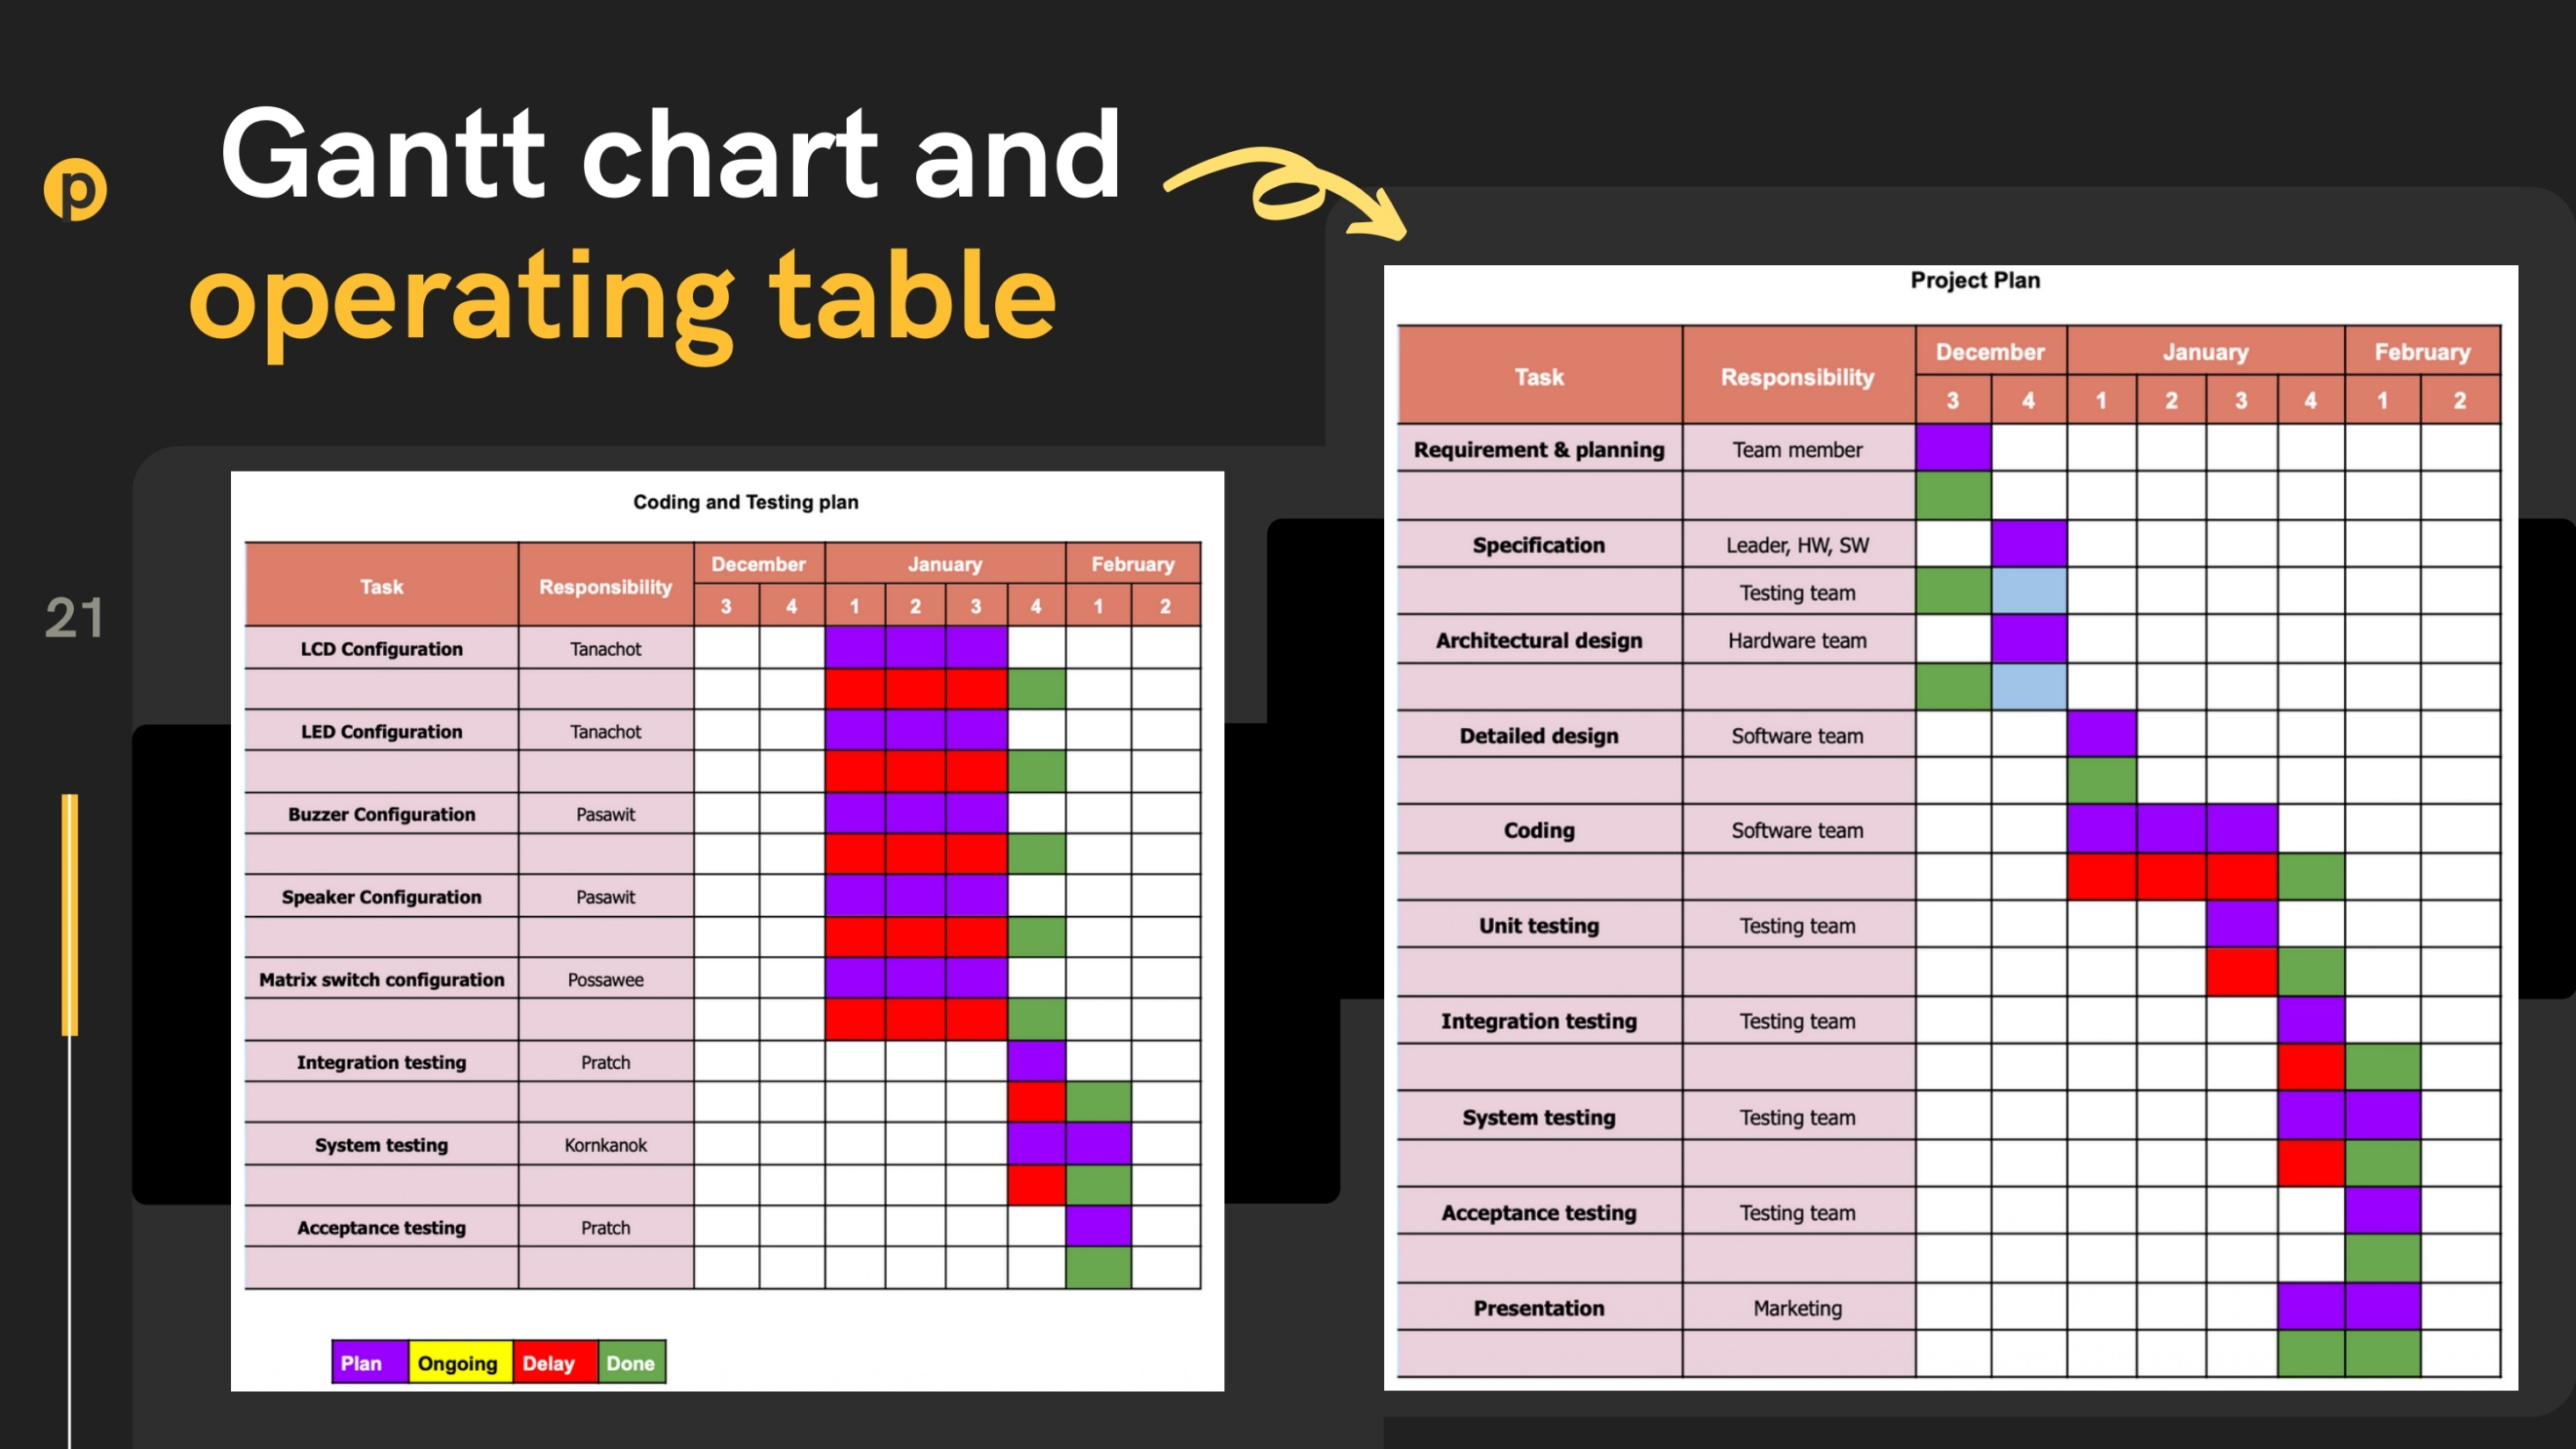 Gantt chart and
operating table
p
21
Coding and Testing plan
Task Responsibility December January February
3 4 1 2 3 4 1 2
LCD Configuration Tanachot
LED Configuration Tanachot
Buzzer Configuration Pasawit
Speaker Configuration Pasawit
Matrix switch configuration Possawee
Integration testing Pratch
System testing Kornkanok
Acceptance testing Pratch
Plan Ongoing Delay Done
Project Plan
Task Responsibility December January February
3 4 1 2 3 4 1 2
Requirement & planning Team member
Specification Leader, HW, SW
Testing team
Architectural design Hardware team
Detailed design Software team
Coding Software team
Unit testing Testing team
Integration testing Testing team
System testing Testing team
Acceptance testing Testing team
Presentation Marketing